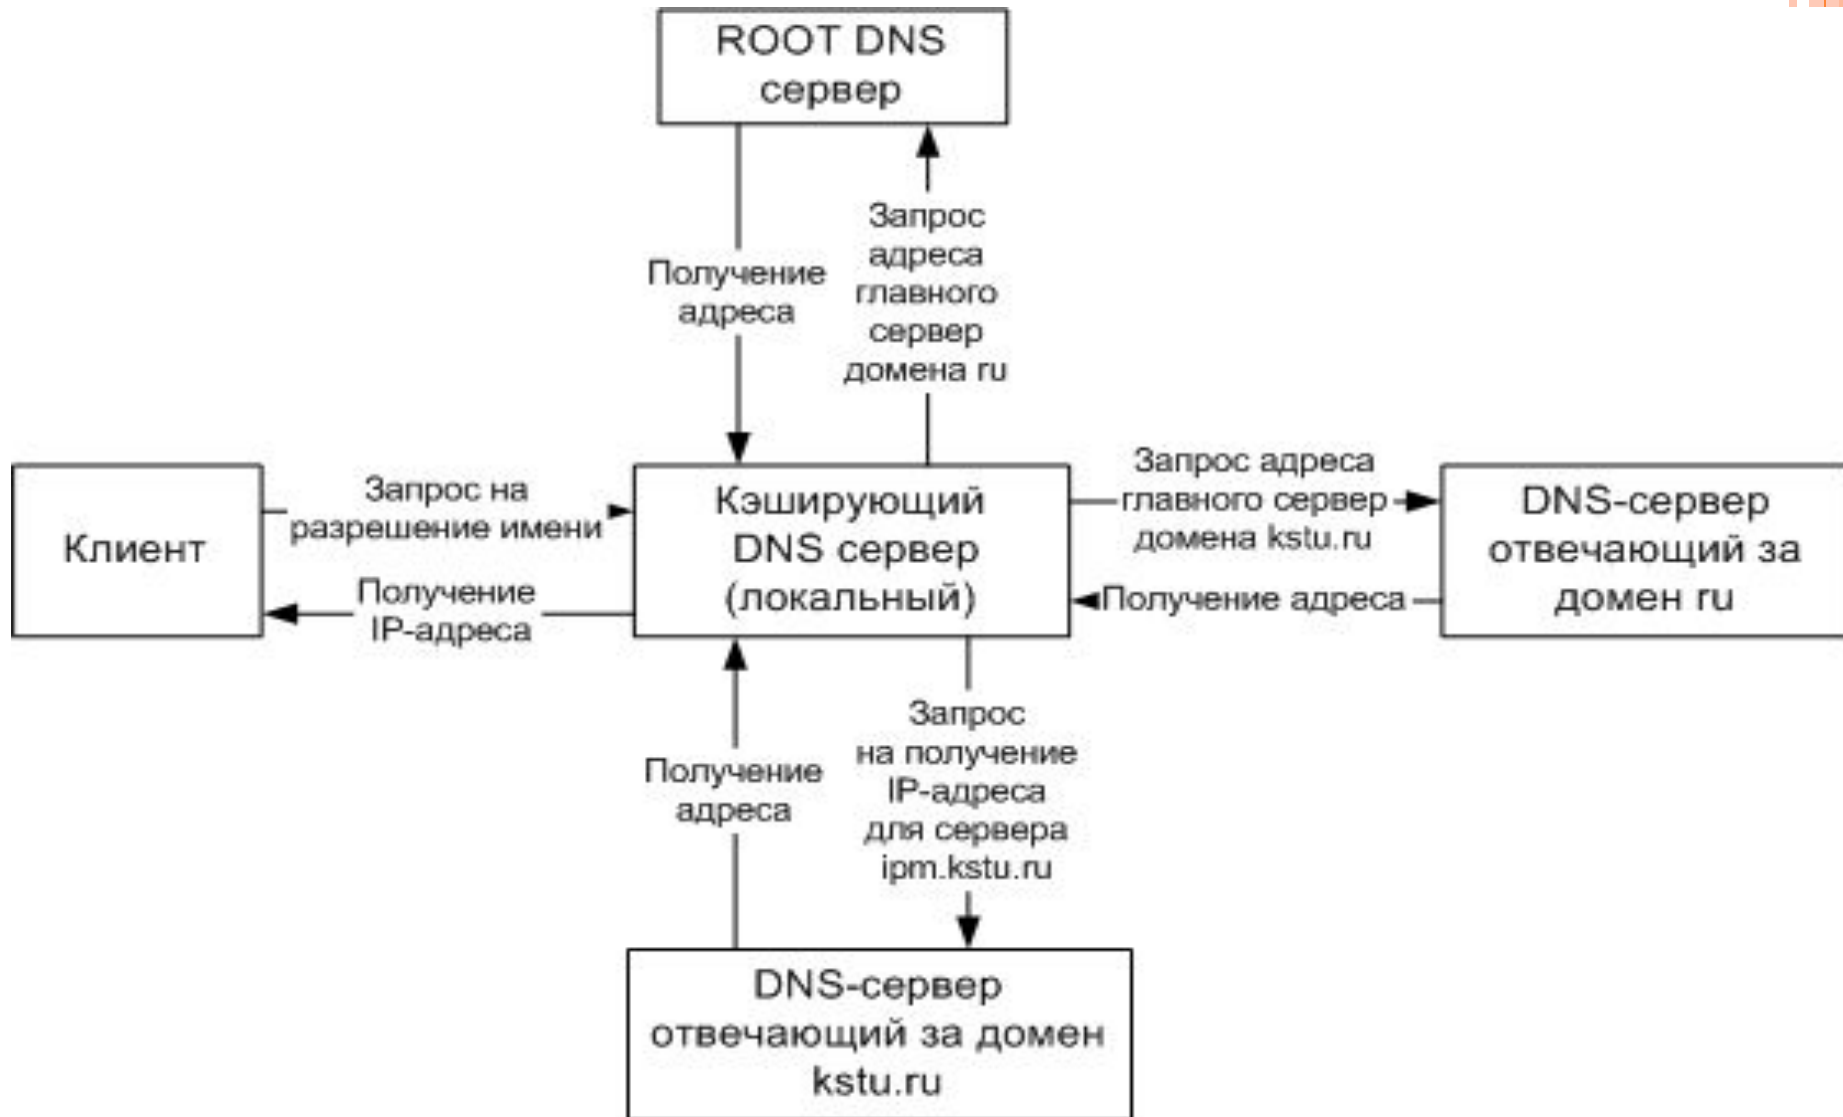 ROOT DNS
сервер
Получение
адреса
Запрос
адреса
главного
сервер
домена ru
Клиент
Запрос на
разрешение имени
Получение
IP-адреса
Кэширующий
DNS сервер
(локальный)
Запрос адреса
главного сервер
домена kstu.ru
Получение адреса
DNS-сервер
отвечающий за
домен ru
Получение
адреса
Запрос
на получение
IP-адреса
для сервера
ipm.kstu.ru
DNS-сервер
отвечающий за домен
kstu.ru